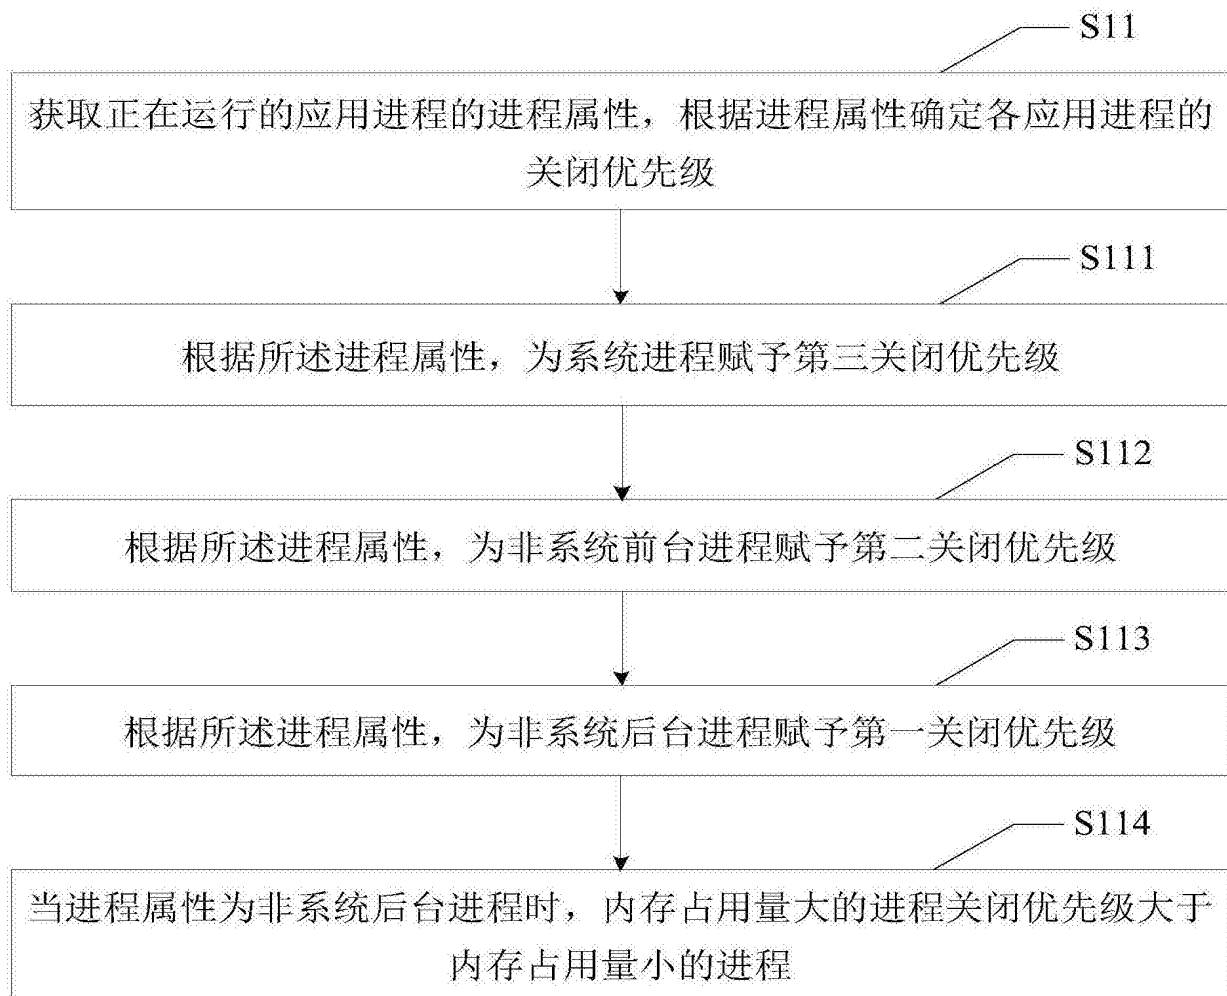 S11
获取正在运行的应用进程的进程属性，根据进程属性确定各应用进程的
关闭优先级
S111
根据所述进程属性，为系统进程赋予第三关闭优先级
S112
根据所述进程属性，为非系统前台进程赋予第二关闭优先级
S113
根据所述进程属性，为非系统后台进程赋予第一关闭优先级
S114
当进程属性为非系统后台进程时，内存占用量大的进程关闭优先级大于
内存占用量小的进程